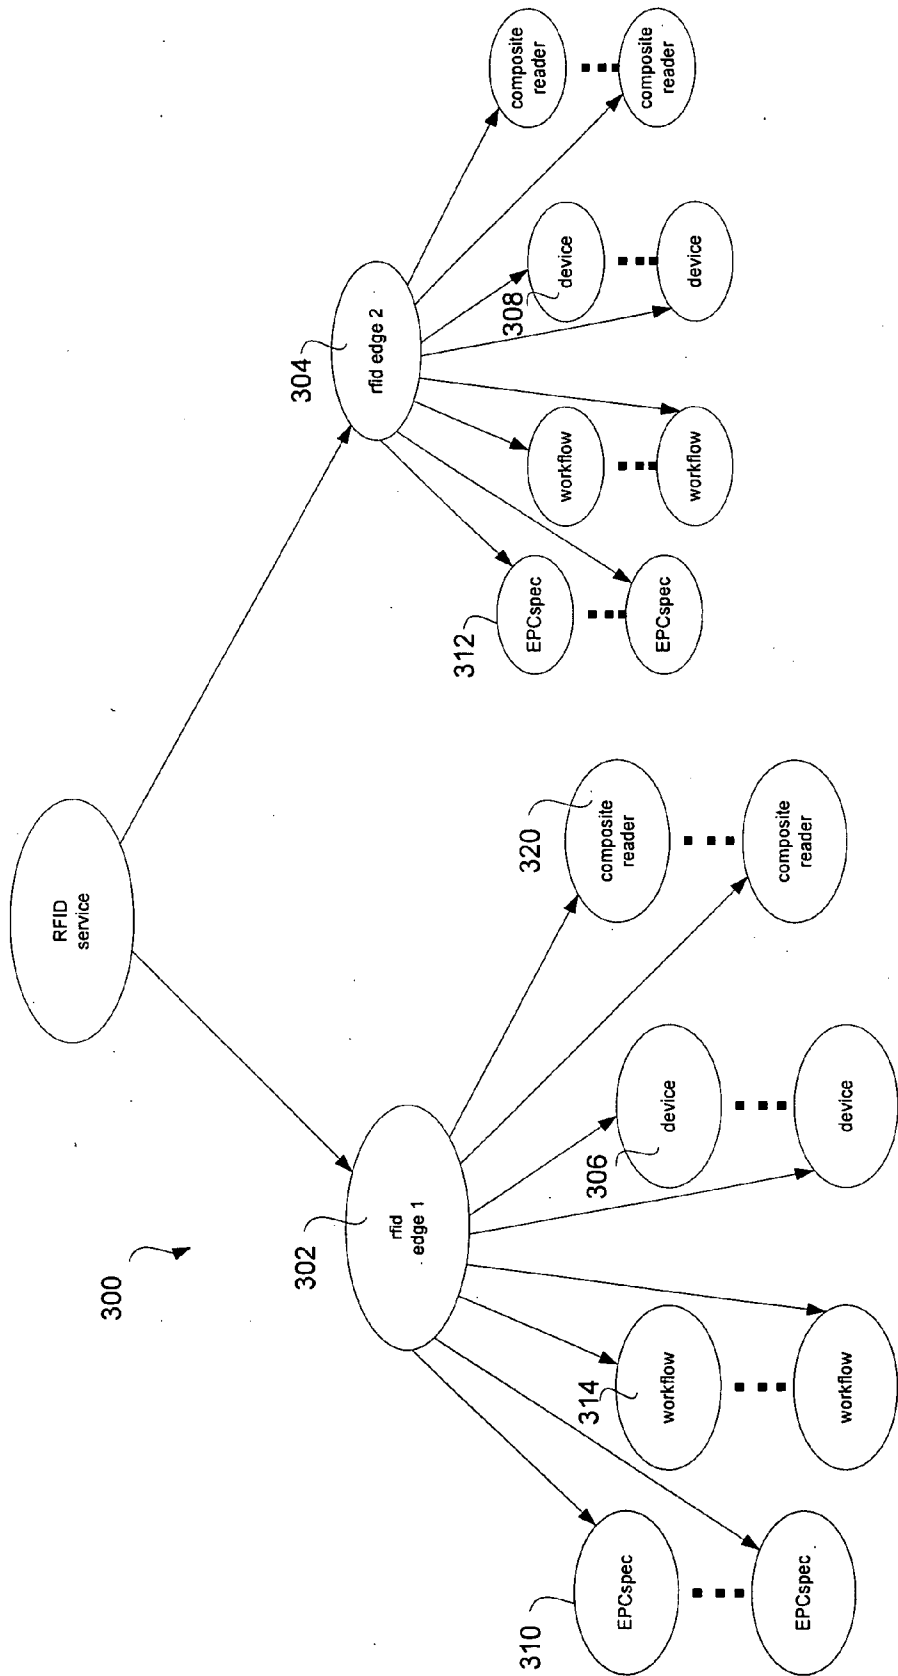 RFID
service
300
302
rfid
edge 1
304
rfid edge 2
310
EPCspec
EPCspec
314
workflow
workflow
306
device
device
320
composite
reader
composite
reader
312
EPCspec
EPCspec
workflow
workflow
308
device
device
composite
reader
composite
reader